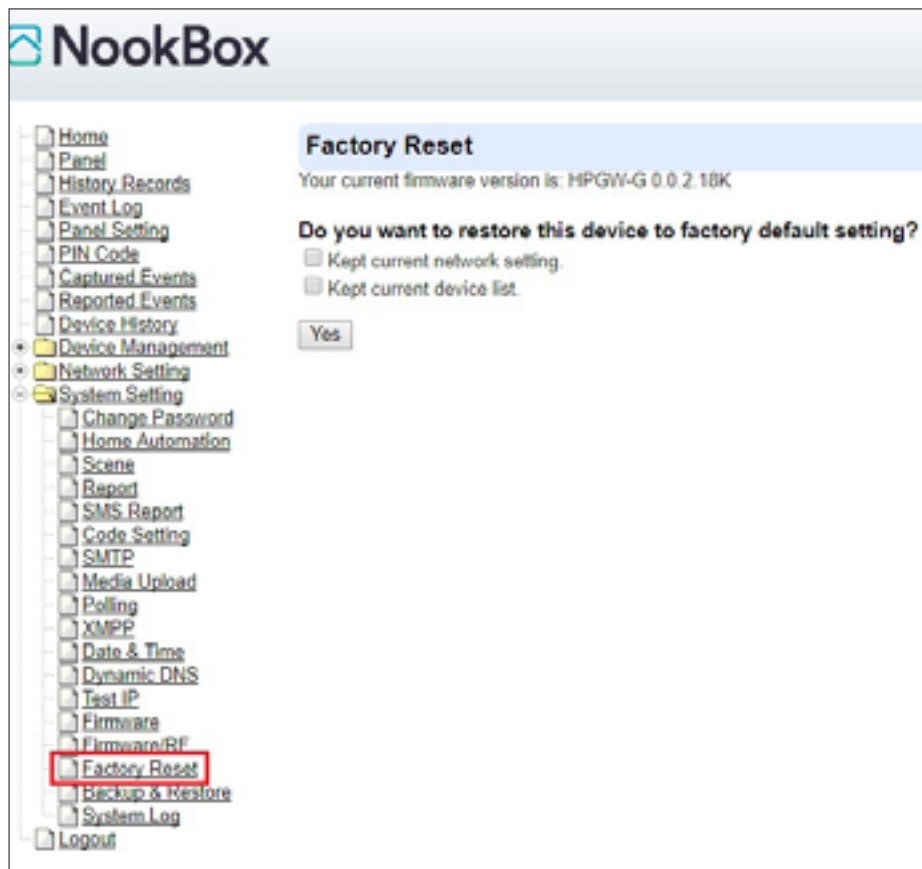 NookBox
Home
Panel
History Records
Event Log
Panel Setting
PIN Code
Captured Events
Reported Events
Device History
Device Management
Network Setting
System Setting
Change Password
Home Automation
Scene
Report
SMS Report
Code Setting
SMTP
Media Upload
Polling
XMPP
Date & Time
Dynamic DNS
Test IP
Firmware
Firmware/RF
Factory Reset
Backup & Restore
System Log
Logout
Factory Reset
Your current firmware version is: HPGW-G 0.0.2.18K
Do you want to restore this device to factory default setting?
Kept current network setting.
Kept current device list.
Yes